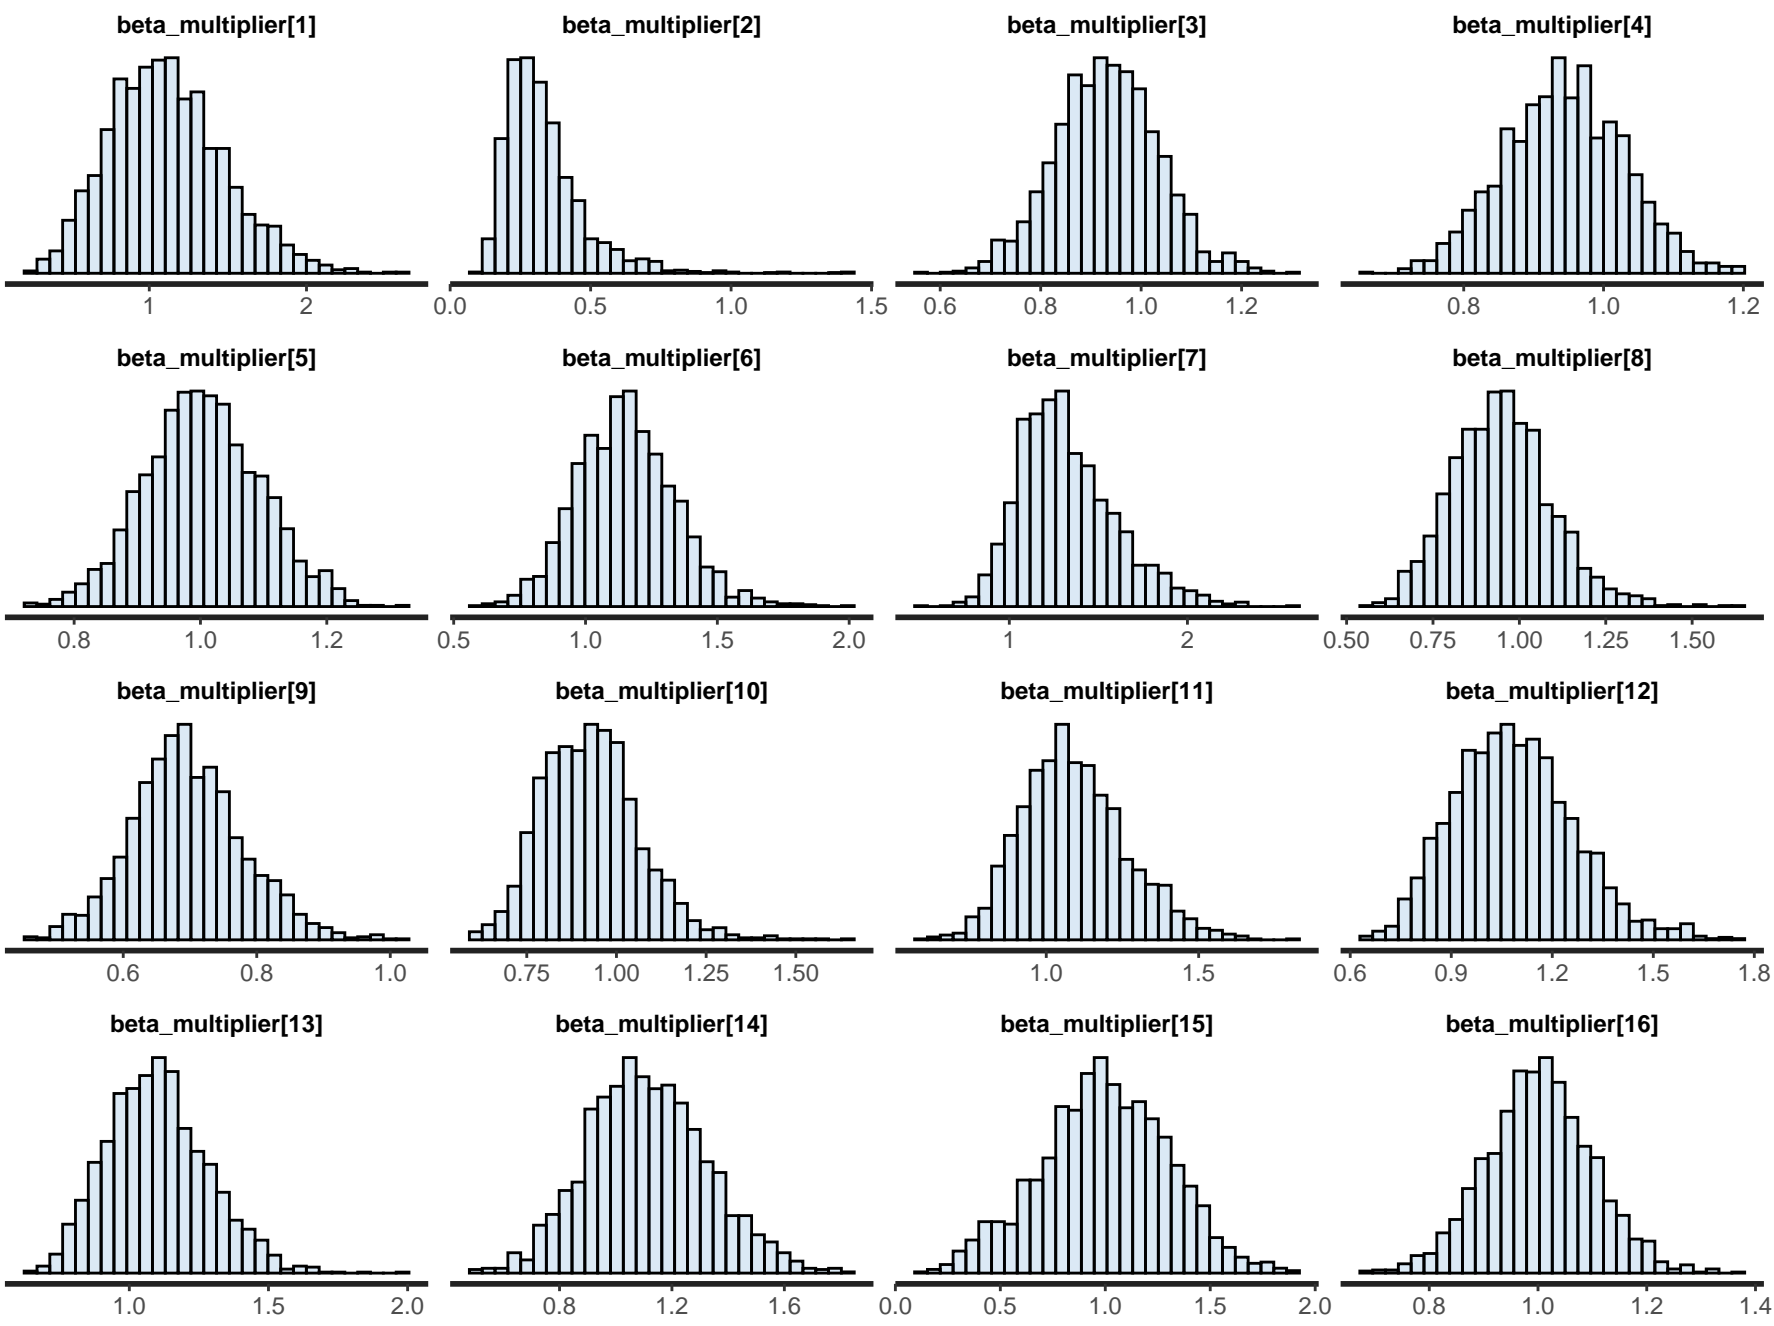 beta_multiplier[1] beta_multiplier[2] beta_multiplier[3] beta_multiplier[4]
1 2 0.0 0.5 1.0 1.5 0.6 0.8 1.0 1.2 0.8 1.0 1.2
beta_multiplier[5] beta_multiplier[6] beta_multiplier[7] beta_multiplier[8]
0.8 1.0 1.2 0.5 1.0 1.5 2.0 1 2 0.50 0.75 1.00 1.25 1.50
beta_multiplier[9] beta_multiplier[10] beta_multiplier[11] beta_multiplier[12]
0.6 0.8 1.0 0.75 1.00 1.25 1.50 1.0 1.5 0.6 0.9 1.2 1.5 1.8
beta_multiplier[13] beta_multiplier[14] beta_multiplier[15] beta_multiplier[16]
1.0 1.5 2.0 0.8 1.2 1.6 0.0 0.5 1.0 1.5 2.0 0.8 1.0 1.2 1.4